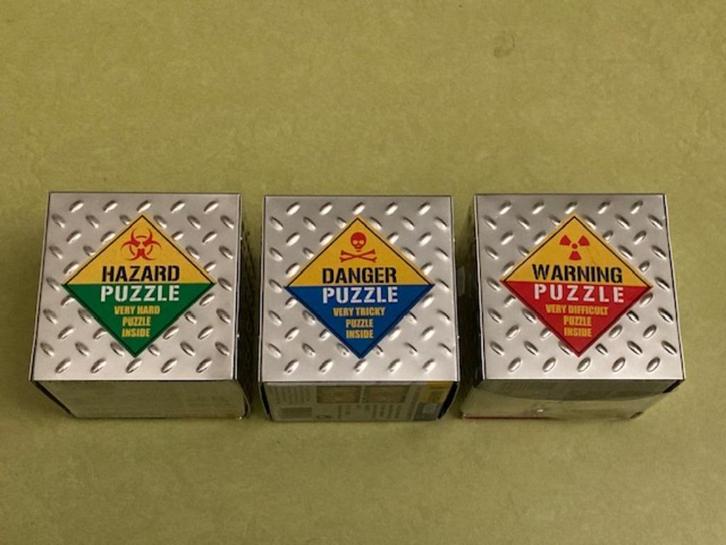 HAZARD
PUZZLE
VERY HARD
PUZZLE
INSIDE
DANGER
PUZZLE
VERY TRICKY
PUZZLE
INSIDE
WARNING
PUZZLE
VERY DIFFICULT
PUZZLE
INSIDE